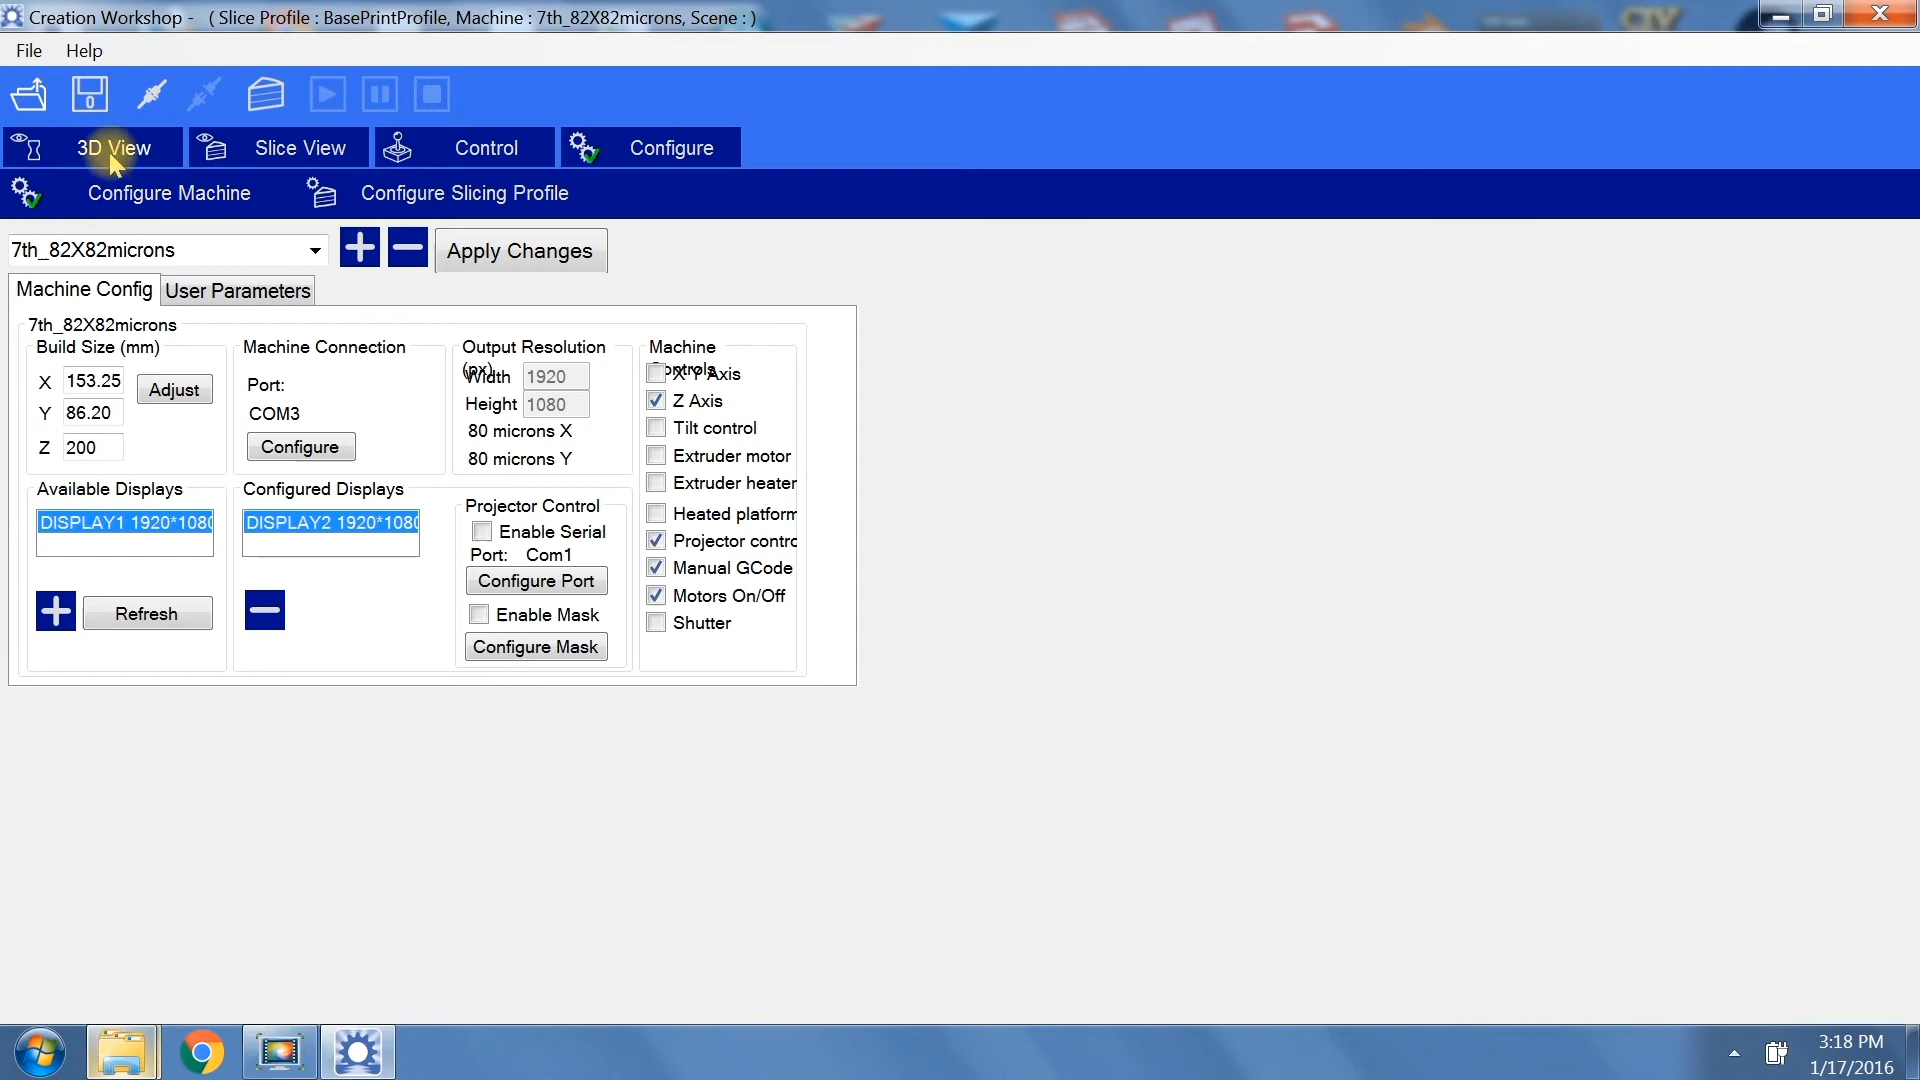 Creation Workshop -   ( Slice Profile : BasePrintProfile, Machine : 7th_82X82microns, Scene : )
File Help
3D View Slice View Control Configure
Configure Machine Configure Slicing Profile
7th_82X82microns Apply Changes
Machine Config User Parameters
7th_82X82microns
Build Size (mm)
X 153.25
Adjust
Y 86.20
Z 200
Machine Connection
Port:
COM3
Configure
Output Resolution
(px)
Width 1920
Height 1080
80 microns X
80 microns Y
Machine
Controls
X Y Axis
Z Axis
Tilt control
Extruder motor
Extruder heater
Heated platform
Projector contro
Manual GCode
Motors On/Off
Shutter
Available Displays
DISPLAY1 1920*1080
Refresh
Configured Displays
DISPLAY2 1920*1080
Projector Control
Enable Serial
Port: Com1
Configure Port
Enable Mask
Configure Mask
3:18 PM
1/17/2016